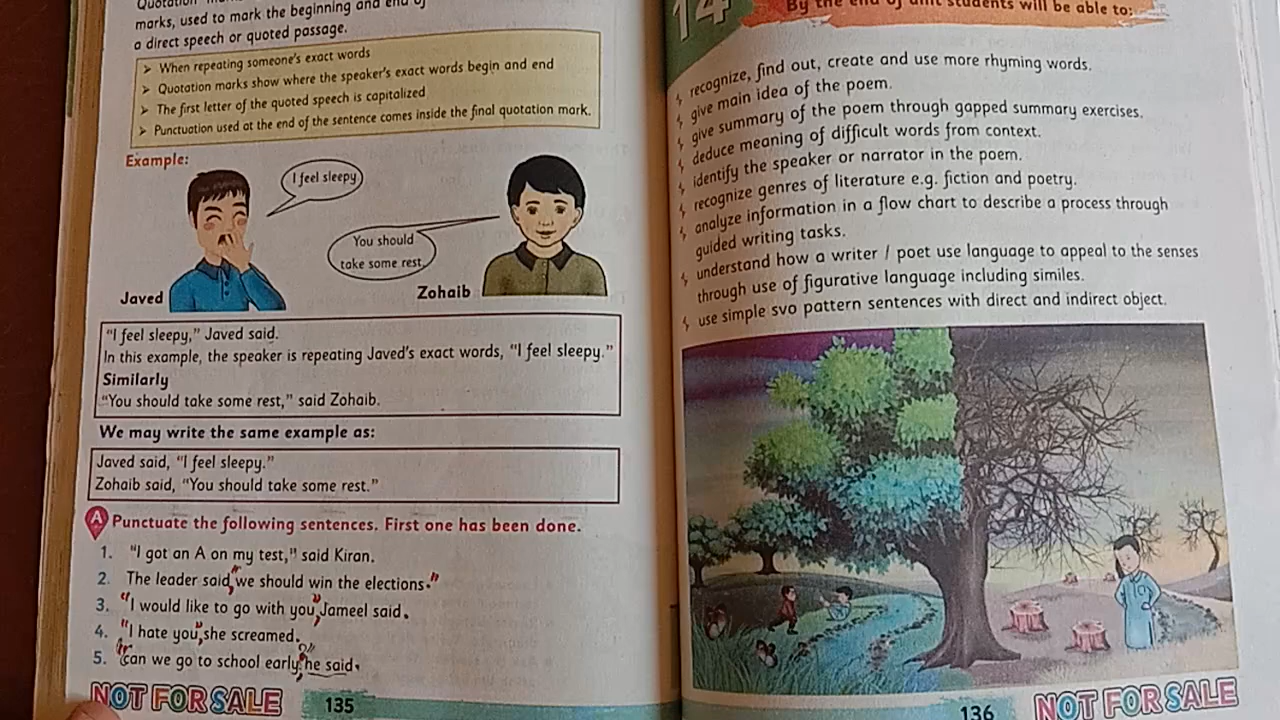 Quotation
marks, used to mark the beginning and end of
a direct speech or quoted passage.
➢ When repeating someone's exact words
➢ Quotation marks show where the speaker's exact words begin and end
➢ The first letter of the quoted speech is capitalized
➢ Punctuation used at the end of the sentence comes inside the final quotation mark.
Example:
I feel sleepy
You should
take some rest.
Javed
Zohaib
"I feel sleepy," Javed said.
In this example, the speaker is repeating Javed's exact words, "I feel sleepy."
Similarly
"You should take some rest," said Zohaib.
We may write the same example as:
Javed said, "I feel sleepy."
Zohaib said, "You should take some rest."
A Punctuate the following sentences. First one has been done.
1. "I got an A on my test," said Kiran.
2. The leader said, "we should win the elections."
3. "I would like to go with you," Jameel said.
4. "I hate you", she screamed.
5. "can we go to school early," he said.
NOT FOR SALE
135
14
By the end of unit students will be able to:
recognize, find out, create and use more rhyming words.
give main idea of the poem.
give summary of the poem through gapped summary exercises.
deduce meaning of difficult words from context.
identify the speaker or narrator in the poem.
recognize genres of literature e.g. fiction and poetry.
analyze information in a flow chart to describe a process through
guided writing tasks.
understand how a writer / poet use language to appeal to the senses
through use of figurative language including similes.
use simple svo pattern sentences with direct and indirect object.
136
NOT FOR SALE